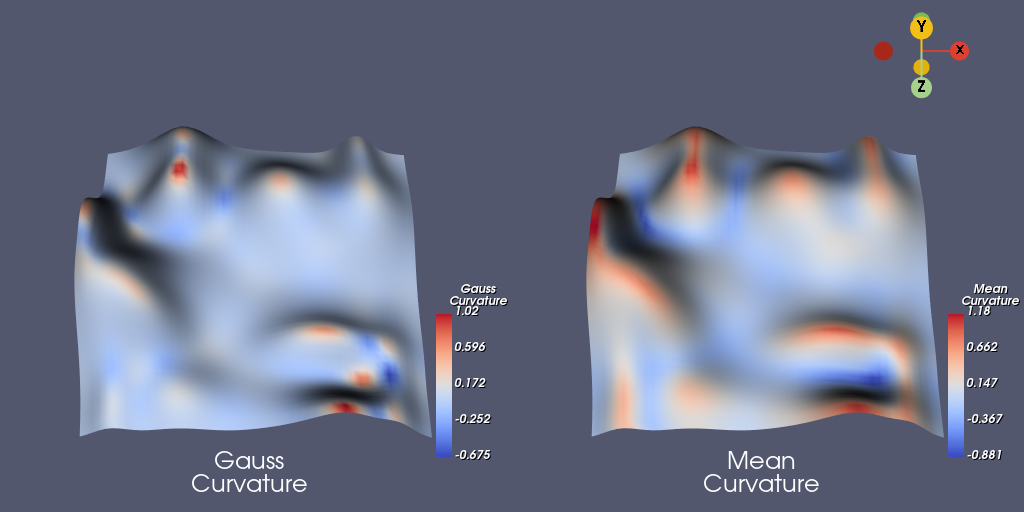 Y
X
Z
Gauss
Curvature
1.02
0.596
0.172
-0.252
-0.675
Mean
Curvature
1.18
0.662
0.147
-0.367
-0.881
Gauss
Curvature
Mean
Curvature